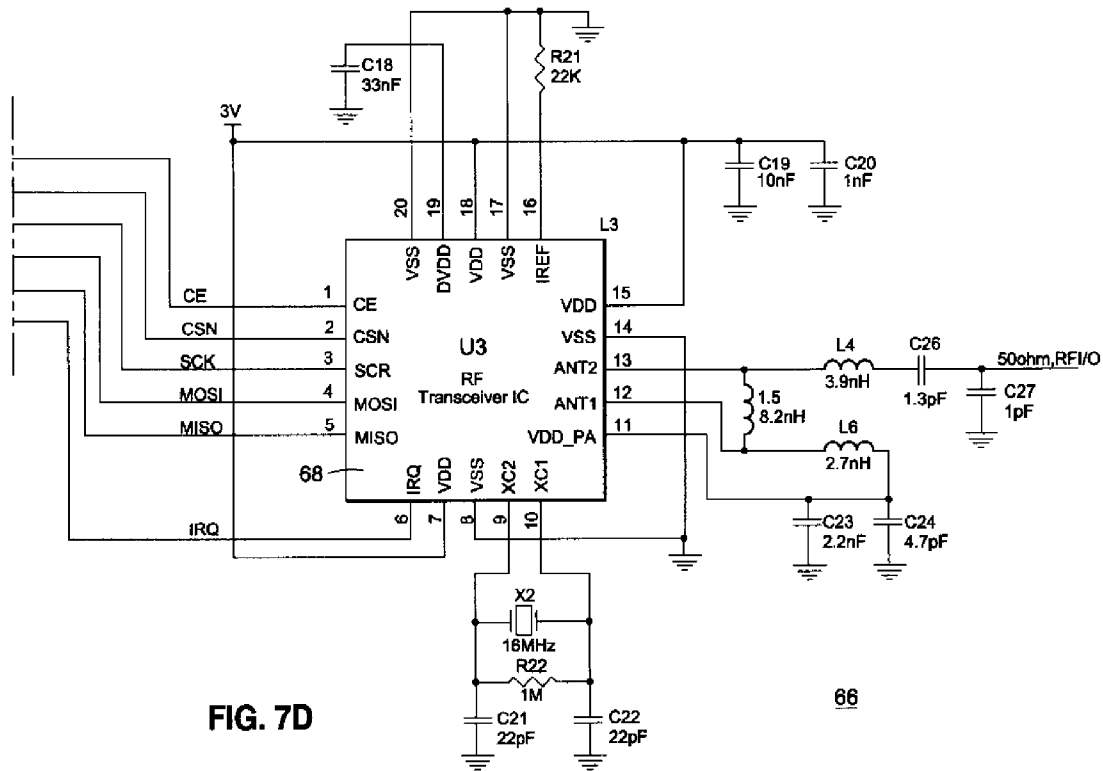 C18
33nF
R21
22K
3V
C19
10nF
C20
1nF
20
19
18
17
16
L3
VSS
DVDD
VDD
VSS
IREF
CE
1
CE
VDD
15
CSN
2
CSN
VSS
14
U3
SCK
3
SCR
RF
Transceiver IC
ANT2
13
L4
3.9nH
C26
1.3pF
50ohm,RFI/O
C27
1pF
MOSI
4
MOSI
ANT1
12
1.5
8.2nH
MISO
5
MISO
VDD_PA
11
L6
2.7nH
68
IRQ
VDD
VSS
XC2
XC1
IRQ
6
7
8
9
10
C23
2.2nF
C24
4.7pF
X2
16MHz
R22
1M
C21
22pF
C22
22pF
FIG. 7D
66